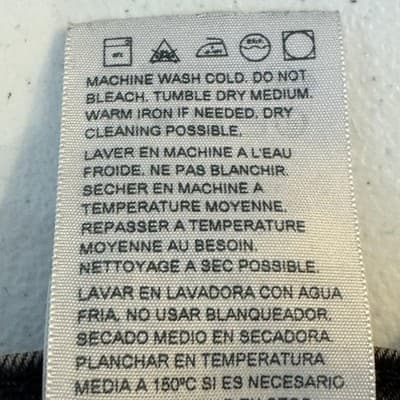 MACHINE WASH COLD. DO NOT
BLEACH. TUMBLE DRY MEDIUM.
WARM IRON IF NEEDED. DRY
CLEANING POSSIBLE.
LAVER EN MACHINE A L'EAU
FROIDE. NE PAS BLANCHIR.
SÉCHER EN MACHINE A
TEMPERATURE MOYENNE.
REPASSER A TEMPERATURE
MOYENNE AU BESOIN.
NETTOYAGE A SEC POSSIBLE.
LAVAR EN LAVADORA CON AGUA
FRIA. NO USAR BLANQUEADOR.
SECADO MEDIO EN SECADORA.
PLANCHAR EN TEMPERATURA
MEDIA A 150ºC SI ES NECESARIO